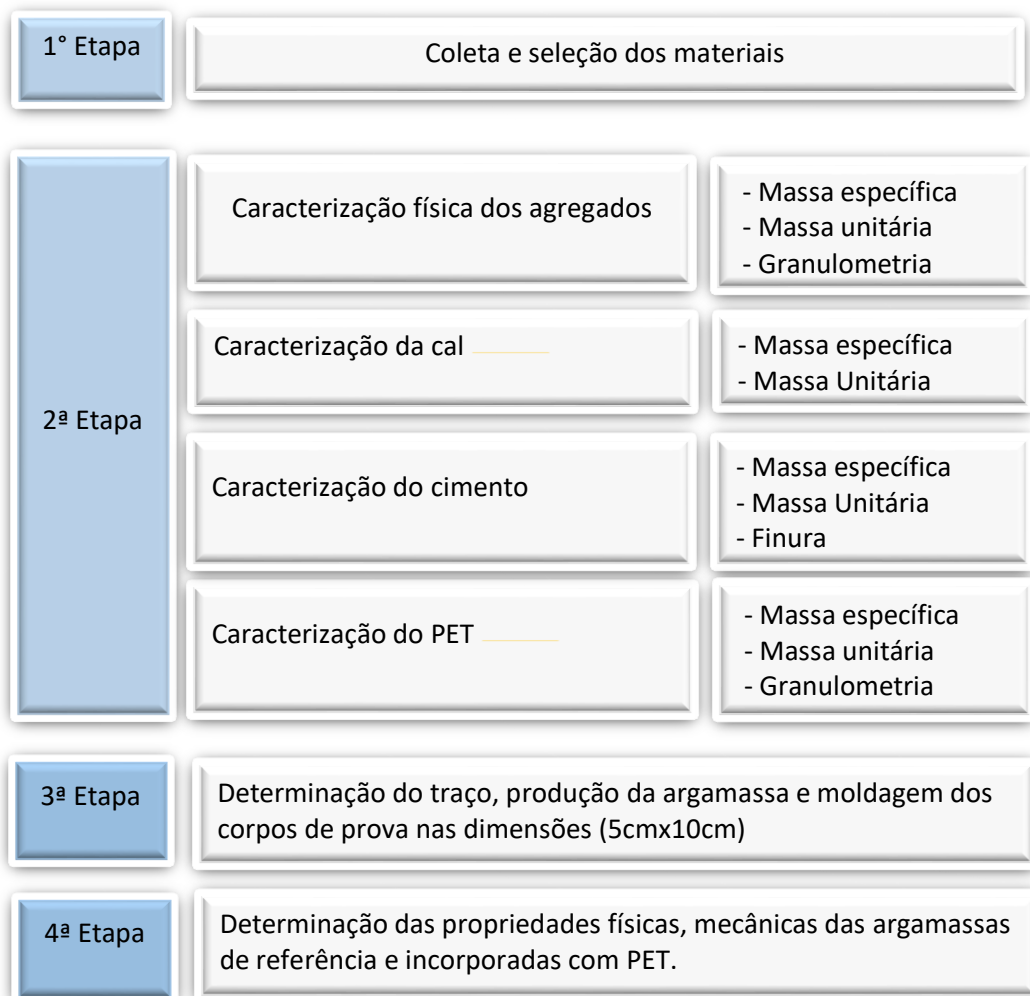 1° Etapa
Coleta e seleção dos materiais
2ª Etapa
Caracterização física dos agregados
- Massa específica
- Massa unitária
- Granulometria
Caracterização da cal
- Massa específica
- Massa Unitária
Caracterização do cimento
- Massa específica
- Massa Unitária
- Finura
Caracterização do PET
- Massa específica
- Massa unitária
- Granulometria
3ª Etapa
Determinação do traço, produção da argamassa e moldagem dos
corpos de prova nas dimensões (5cmx10cm)
4ª Etapa
Determinação das propriedades físicas, mecânicas das argamassas
de referência e incorporadas com PET.